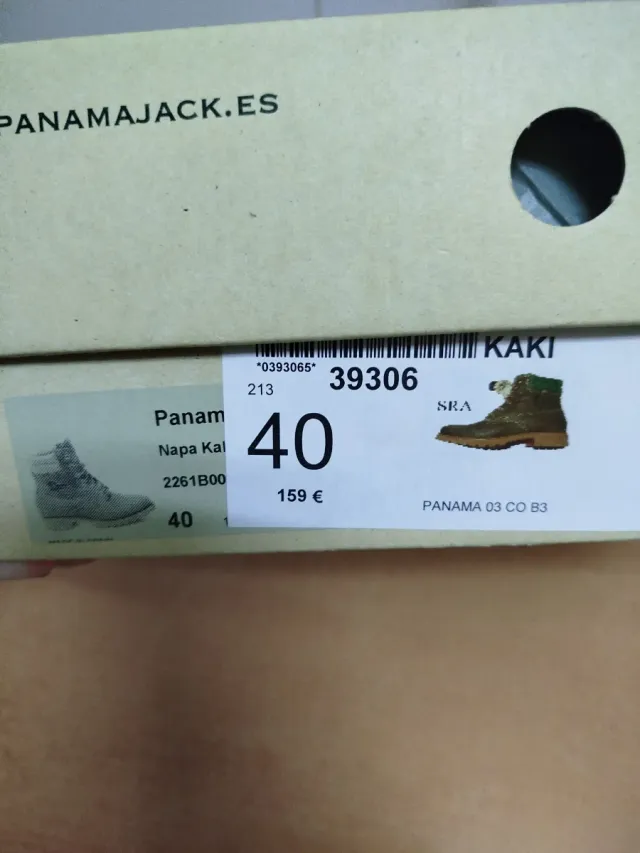 PANAMAJACK.ES
KAKI
*0393065*
39306
213
SRA
40
159 €
PANAMA 03 CO B3
Panam
Napa Kal
2261B00
40